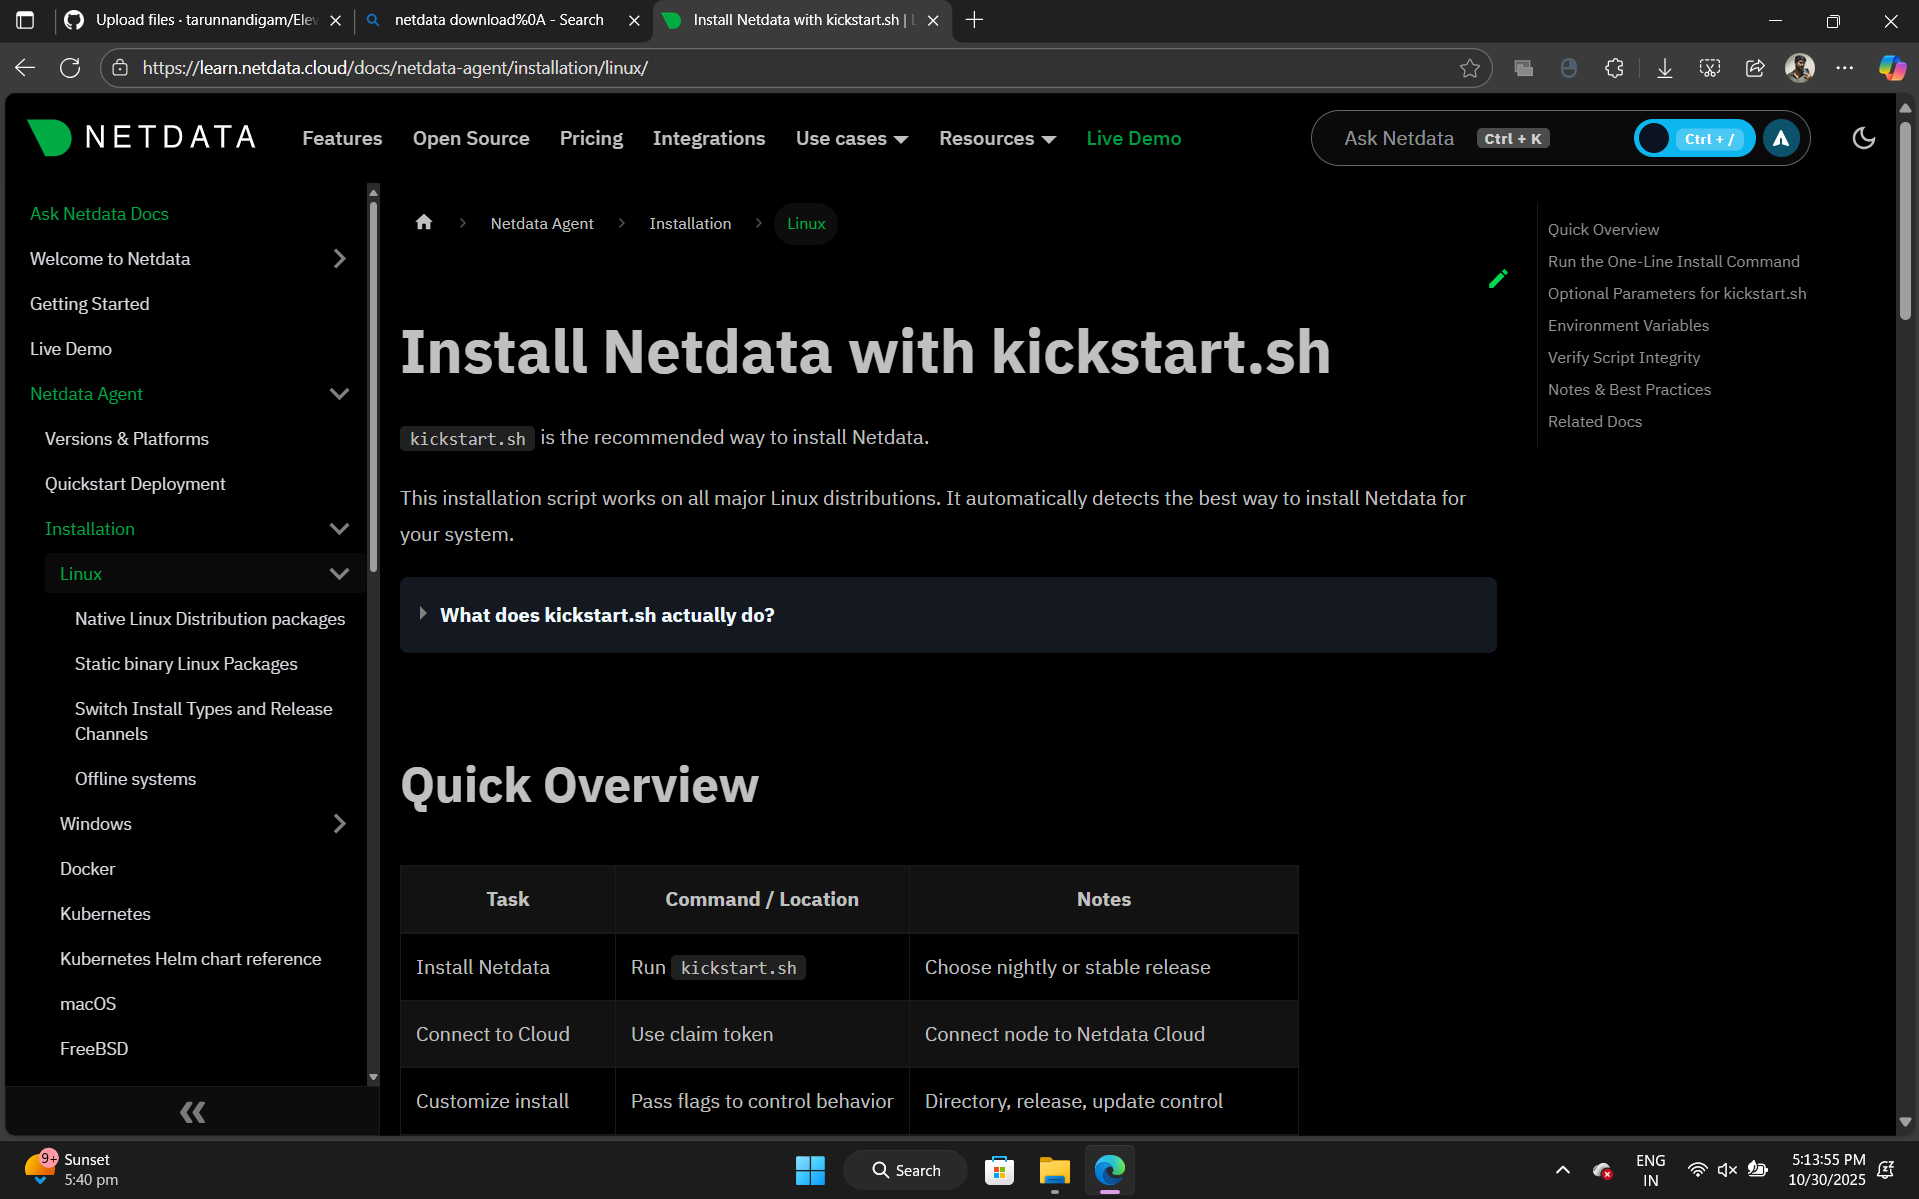 Upload files · tarunnandigam/Elev
netdata download%0A - Search
Install Netdata with kickstart.sh | L
https://learn.netdata.cloud/docs/netdata-agent/installation/linux/
NETDATA
Features
Open Source
Pricing
Integrations
Use cases
Resources
Live Demo
Ask Netdata
Ctrl + K
Ctrl + /
Ask Netdata Docs
Welcome to Netdata
Getting Started
Live Demo
Netdata Agent
Versions & Platforms
Quickstart Deployment
Installation
Linux
Native Linux Distribution packages
Static binary Linux Packages
Switch Install Types and Release
Channels
Offline systems
Windows
Docker
Kubernetes
Kubernetes Helm chart reference
macOS
FreeBSD
Netdata Agent
Installation
Linux
Install Netdata with kickstart.sh
kickstart.sh is the recommended way to install Netdata.
This installation script works on all major Linux distributions. It automatically detects the best way to install Netdata for
your system.
What does kickstart.sh actually do?
Quick Overview
Task Command / Location Notes
Install Netdata Run kickstart.sh Choose nightly or stable release
Connect to Cloud Use claim token Connect node to Netdata Cloud
Customize install Pass flags to control behavior Directory, release, update control
Quick Overview
Run the One-Line Install Command
Optional Parameters for kickstart.sh
Environment Variables
Verify Script Integrity
Notes & Best Practices
Related Docs
9+
Sunset
5:40 pm
Search
ENG
IN
5:13:55 PM
10/30/2025